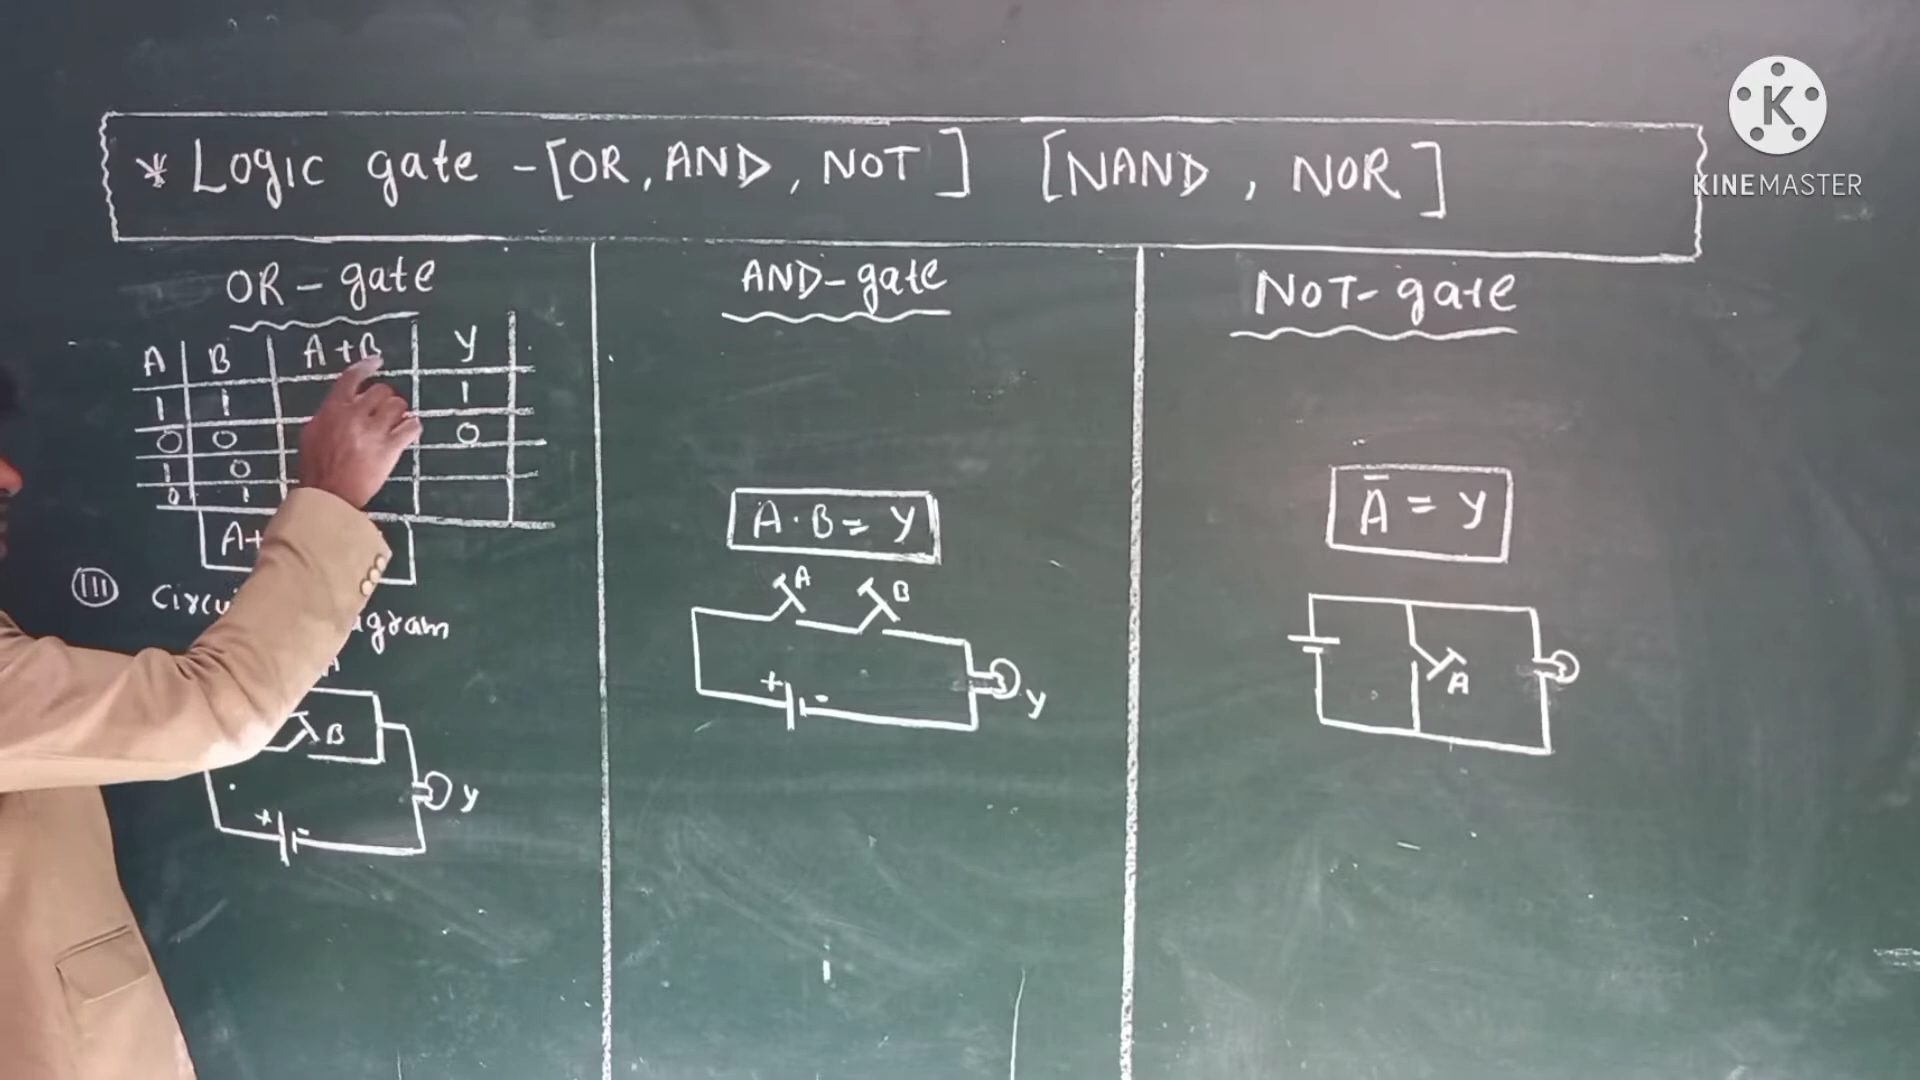 * Logic gate - [OR, AND, NOT] [NAND, NOR]
K
KINEMASTER
OR - gate
A B A+B Y
1 1 1
0 0 0
1 0
0 1
A+
III
agram
B
Y
+ -
AND-gate
A · B = Y
A B
+ -
Y
NOT-gate
Ā = Y
A